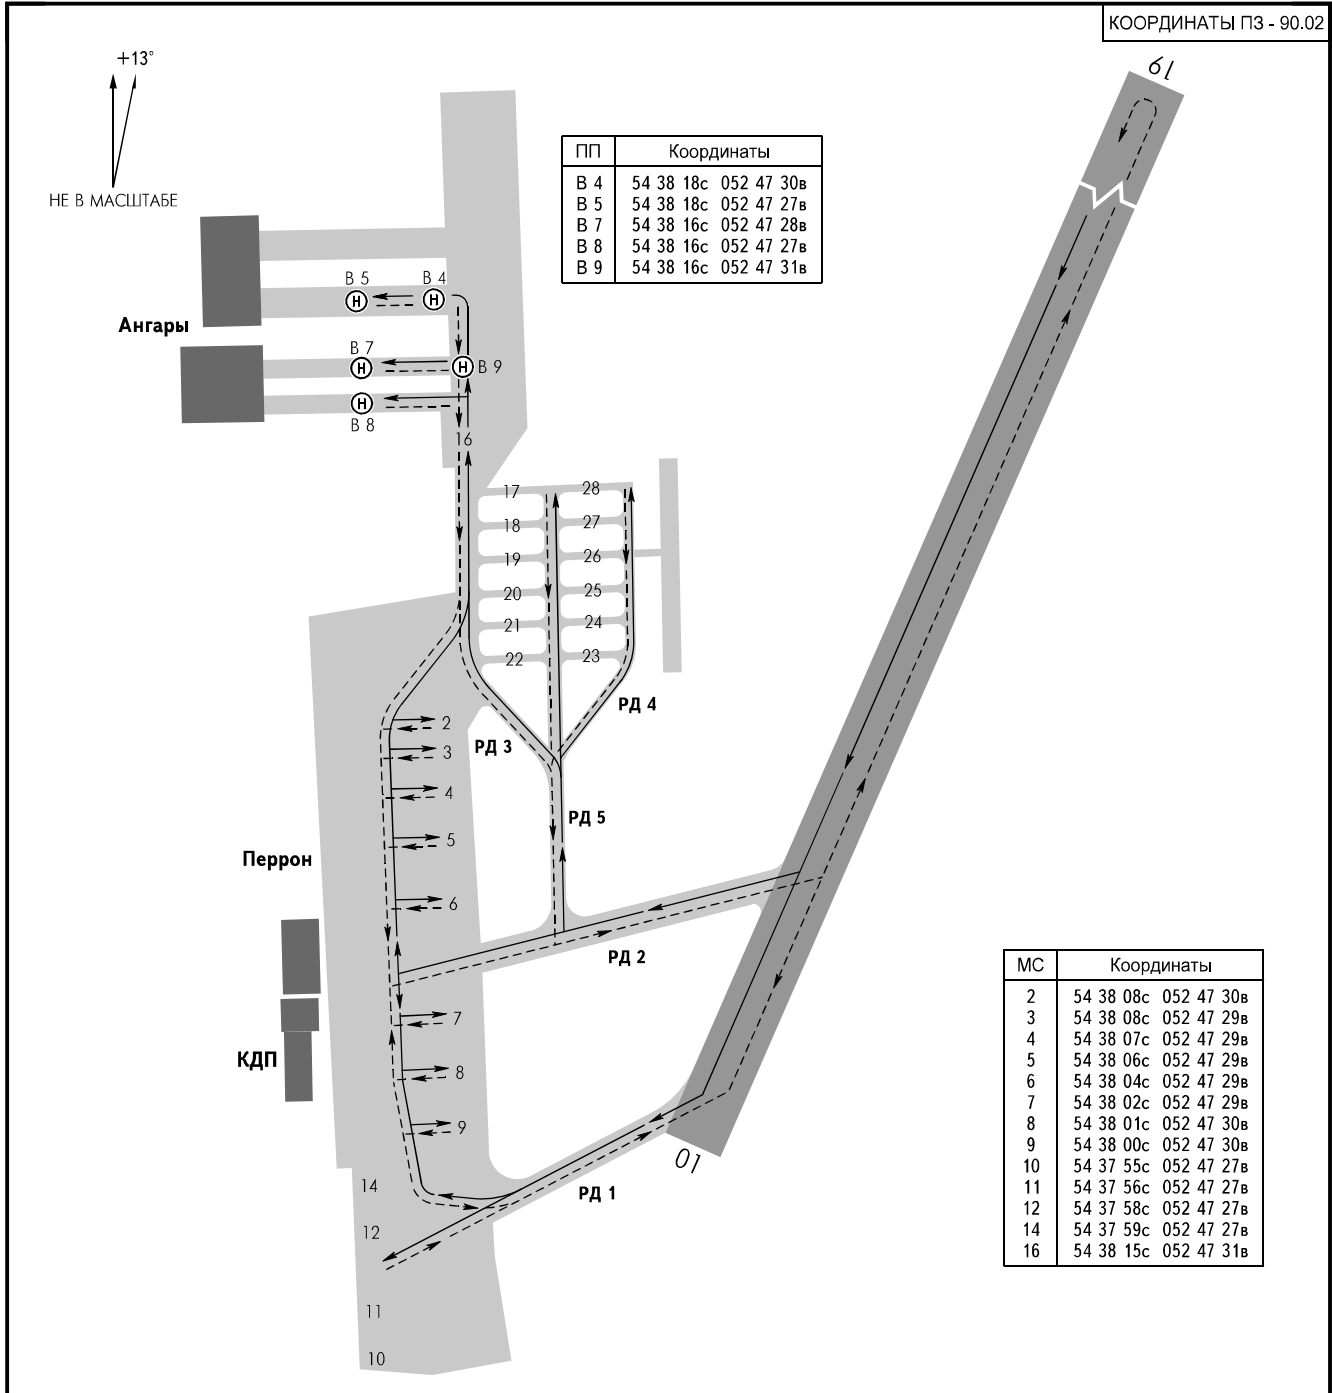 КООРДИНАТЫ ПЗ - 90.02
+13°
НЕ В МАСШТАБЕ
19
ПП Координаты
В 4 54 38 18с 052 47 30в
В 5 54 38 18с 052 47 27в
В 7 54 38 16с 052 47 28в
В 8 54 38 16с 052 47 27в
В 9 54 38 16с 052 47 31в
В 5 В 4
Н Н
Ангары
В 7
Н Н В 9
Н
В 8
16
17 28
18 27
19 26
20 25
21 24
22 23
РД 4
2
РД 3
3
4
РД 5
5
Перрон
6
РД 2
7
КДП
8
9
01
14
РД 1
12
11
10
МС Координаты
2 54 38 08с 052 47 30в
3 54 38 08с 052 47 29в
4 54 38 07с 052 47 29в
5 54 38 06с 052 47 29в
6 54 38 04с 052 47 29в
7 54 38 02с 052 47 29в
8 54 38 01с 052 47 30в
9 54 38 00с 052 47 30в
10 54 37 55с 052 47 27в
11 54 37 56с 052 47 27в
12 54 37 58с 052 47 27в
14 54 37 59с 052 47 27в
16 54 38 15с 052 47 31в